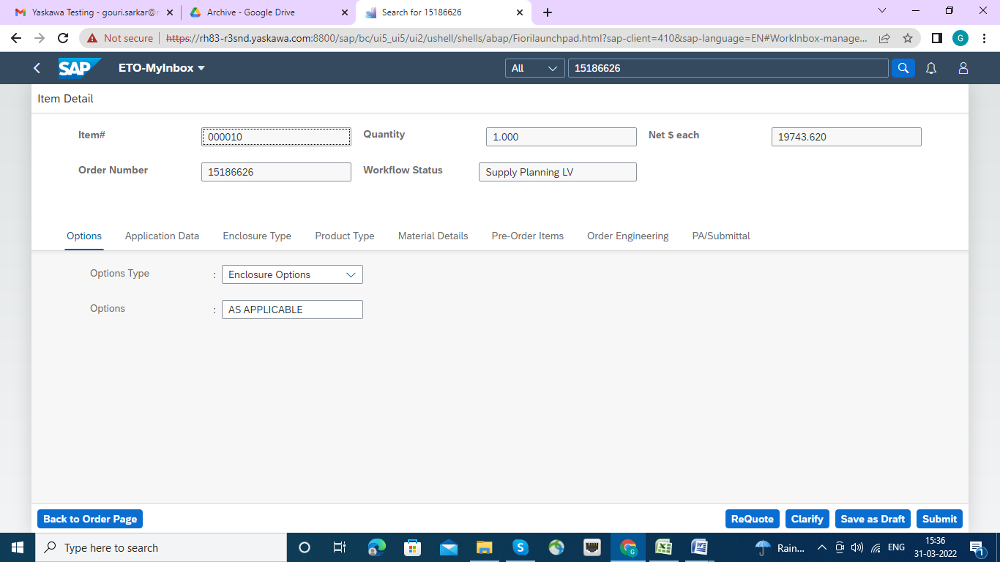 Yaskawa Testing - gouri.sarkar@
Archive - Google Drive
Search for 15186626
Not secure
https://rh83-r3snd.yaskawa.com:8800/sap/bc/ui5_ui5/ui2/ushell/shells/abap/Fiorilaunchpad.html?sap-client=410&sap-language=EN#WorkInbox-manage...
G
SAP
ETO-MyInbox
All
15186626
Item Detail
Item#
000010
Quantity
1.000
Net $ each
19743.620
Order Number
15186626
Workflow Status
Supply Planning LV
Options
Application Data
Enclosure Type
Product Type
Material Details
Pre-Order Items
Order Engineering
PA/Submittal
Options Type
:
Enclosure Options
Options
:
AS APPLICABLE
Back to Order Page
ReQuote
Clarify
Save as Draft
Submit
Type here to search
Rain...
ENG
15:36
31-03-2022
1